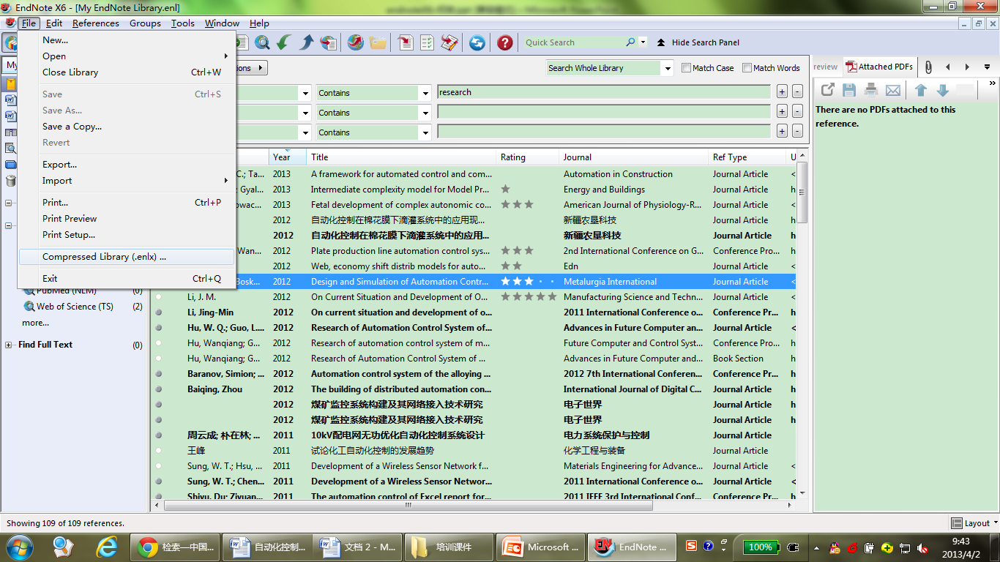 EndNote X6 - [My EndNote Library.enl]
File Edit References Groups Tools Window Help
Quick Search
Hide Search Panel
New...
Open
Close Library Ctrl+W
Save Ctrl+S
Save As...
Save a Copy...
Revert
Export...
Import
Print... Ctrl+P
Print Preview
Print Setup...
Compressed Library (.enlx) ...
Exit Ctrl+Q
My
PubMed (NLM) (0)
Web of Science (TS) (2)
more...
Find Full Text (0)
ions Search Whole Library Match Case Match Words
Contains research
Contains
Contains
Year Title Rating Journal Ref Type U
C.; Ta... 2013 A framework for automated control and com... Automation in Construction Journal Article <
; Gyal... 2013 Intermediate complexity model for Model Pr... Energy and Buildings Journal Article h
owac... 2013 Fetal development of complex autonomic co... American Journal of Physiology-R... Journal Article <
2012 自动化控制在棉花膜下滴灌系统中的应用现... 新疆农垦科技 Journal Article h
2012 自动化控制在棉花膜下滴灌系统中的应用... 新疆农垦科技 Journal Article h
Wan... 2012 Plate production line automation control sys... 2nd International Conference on G... Conference Pro... h
2012 Web, economy shift distrib models for auto... Edn Journal Article <
Bosk... 2012 Design and Simulation of Automation Contr... Metalurgia International Journal Article <
Li, J. M. 2012 On Current Situation and Development of O... Manufacturing Science and Techn... Journal Article <
Li, Jing-Min 2012 On current situation and development of o... 2011 International Conference o... Conference Pr... h
Hu, W. Q.; Guo, L.... 2012 Research of Automation Control System of... Advances in Future Computer an... Journal Article <
Hu, Wanqiang; G... 2012 Research of automation control system of m... Future Computer and Control Syst... Conference Pro... h
Hu, Wanqiang; G... 2012 Research of Automation Control System of ... Advances in Future Computer and... Book Section h
Baranov, Simion; ... 2012 Automation control system of the alloying ... 2012 7th International Conferen... Conference Pr... h
Baiqing, Zhou 2012 The building of distributed automation con... International Journal of Digital C... Journal Article h
2012 煤矿监控系统构建及其网络接入技术研究 电子世界 Journal Article h
2012 煤矿监控系统构建及其网络接入技术研究 电子世界 Journal Article h
周云成; 朴在林; ... 2011 10kV配电网无功优化自动化控制系统设计 电力系统保护与控制 Journal Article h
王峰 2011 试论化工自动化控制的发展趋势 化学工程与装备 Journal Article
Sung, W. T.; Hsu, ... 2011 Development of a Wireless Sensor Network f... Materials Engineering for Advance... Journal Article <
Sung, W. T.; Chen... 2011 Development of a Wireless Sensor Networ... 2011 International Conference o... Journal Article <
Shiyu, Du; Ziyuan... 2011 The automation control of Excel report for... 2011 IEEE 3rd International Conf... Conference Pr... h
review Attached PDFs
There are no PDFs attached to this
reference.
Showing 109 of 109 references.
Layout
检索—中国... 自动化控制... 文档 2 - M... 培训课件 Microsoft ... EndNote ... 100%
9:43
2013/4/2